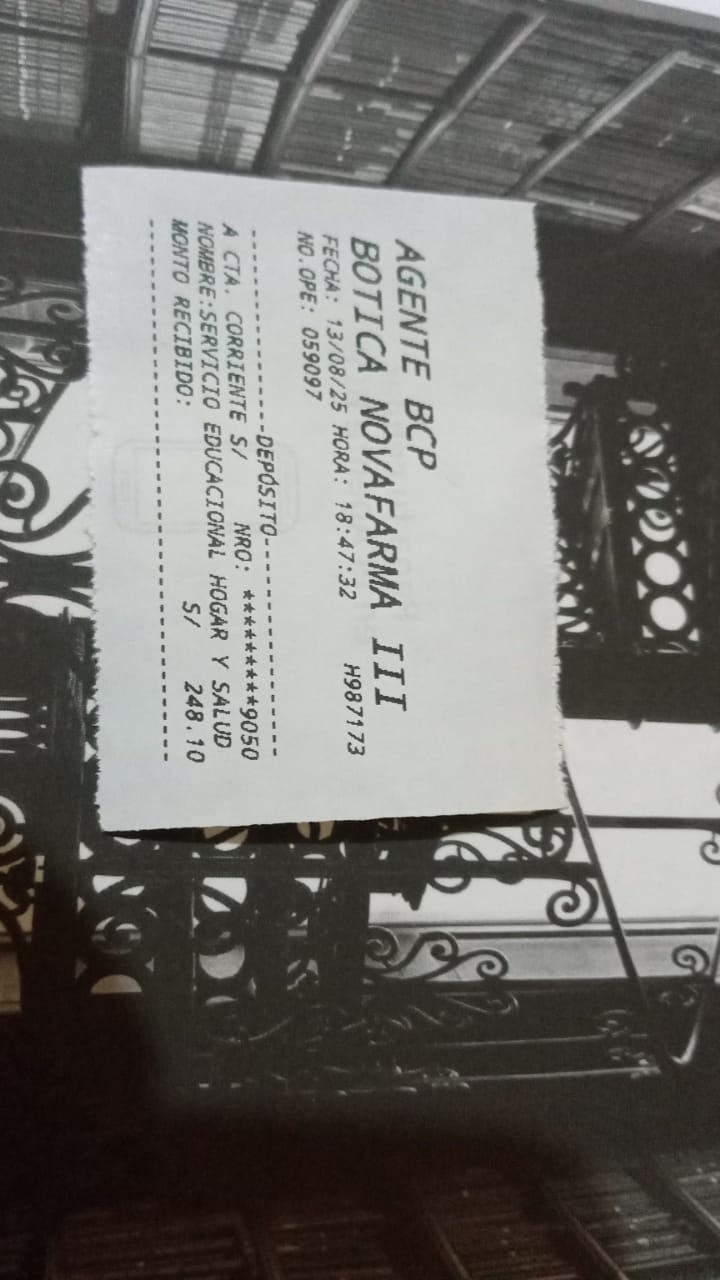 AGENTE BCP
BOTICA NOVAFARMA III
FECHA: 13/08/25 HORA: 18:47:32 H987173
NO.OPE: 059097
---------------------DEPÓSITO---------------------
A CTA. CORRIENTE S/ NRO: *********9050
NOMBRE:SERVICIO EDUCACIONAL HOGAR Y SALUD
MONTO RECIBIDO: S/ 248.10
--------------------------------------------------